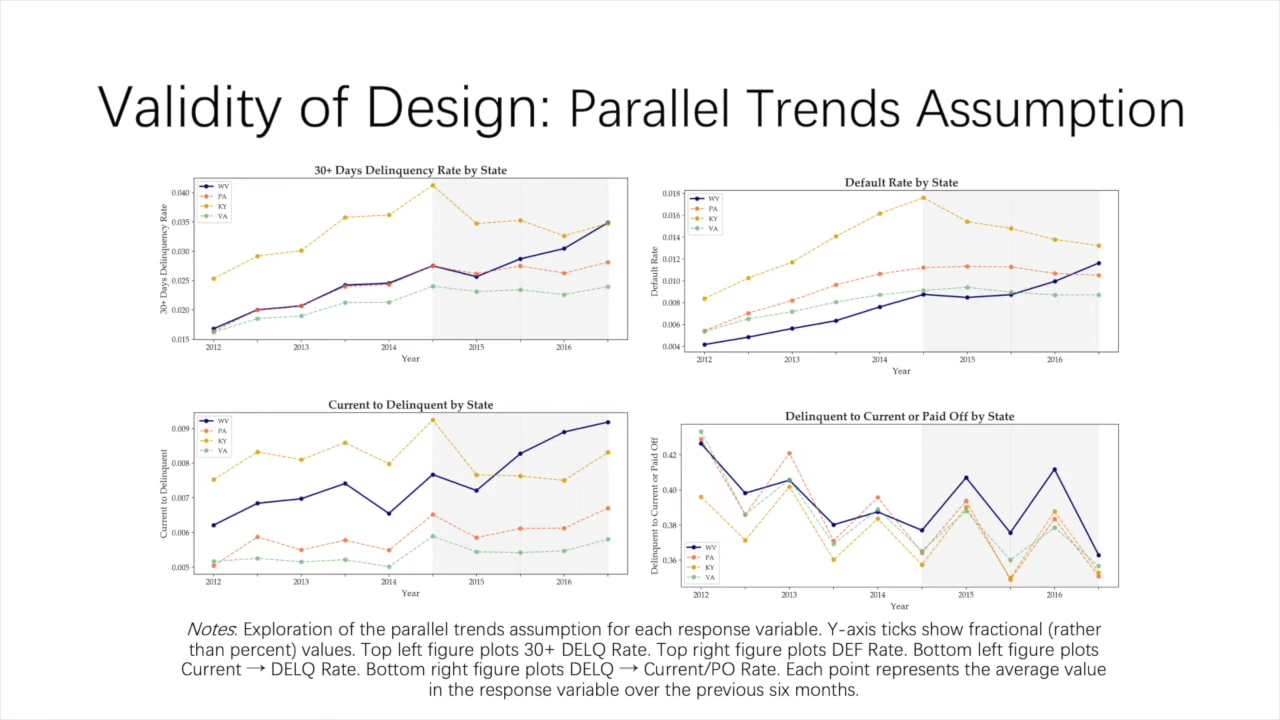 Validity of Design: Parallel Trends Assumption
30+ Days Delinquency Rate by State
WV
PA
KY
VA
0.040
0.035
0.030
0.025
0.020
0.015
30+ Days Delinquency Rate
2012 2013 2014 2015 2016
Year
Default Rate by State
WV
PA
KY
VA
0.018
0.016
0.014
0.012
0.010
0.008
0.006
0.004
Default Rate
2012 2013 2014 2015 2016
Year
Current to Delinquent by State
WV
PA
KY
VA
0.009
0.008
0.007
0.006
0.005
Current to Delinquent
2012 2013 2014 2015 2016
Year
Delinquent to Current or Paid Off by State
0.42
0.40
0.38
0.36
Delinquent to Current or Paid Off
WV
PA
KY
VA
2012 2013 2014 2015 2016
Year
Notes: Exploration of the parallel trends assumption for each response variable. Y-axis ticks show fractional (rather
than percent) values. Top left figure plots 30+ DELQ Rate. Top right figure plots DEF Rate. Bottom left figure plots
Current → DELQ Rate. Bottom right figure plots DELQ → Current/PO Rate. Each point represents the average value
in the response variable over the previous six months.